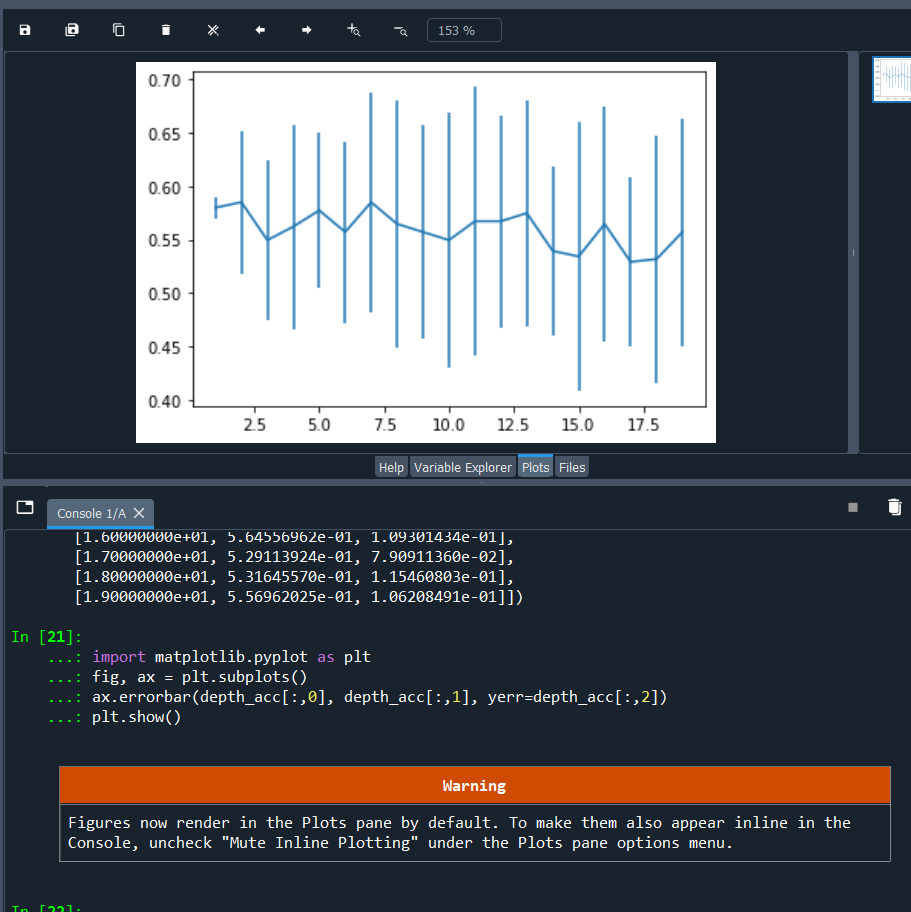 153 %
0.70
0.65
0.60
0.55
0.50
0.45
0.40
2.5 5.0 7.5 10.0 12.5 15.0 17.5
Help Variable Explorer Plots Files
Console 1/A
[1.60000000e+01, 5.64556962e-01, 1.09301434e-01],
[1.70000000e+01, 5.29113924e-01, 7.90911360e-02],
[1.80000000e+01, 5.31645570e-01, 1.15460803e-01],
[1.90000000e+01, 5.56962025e-01, 1.06208491e-01]])
In [21]:
...: import matplotlib.pyplot as plt
...: fig, ax = plt.subplots()
...: ax.errorbar(depth_acc[:,0], depth_acc[:,1], yerr=depth_acc[:,2])
...: plt.show()
Warning
Figures now render in the Plots pane by default. To make them also appear inline in the
Console, uncheck "Mute Inline Plotting" under the Plots pane options menu.
In [22]: